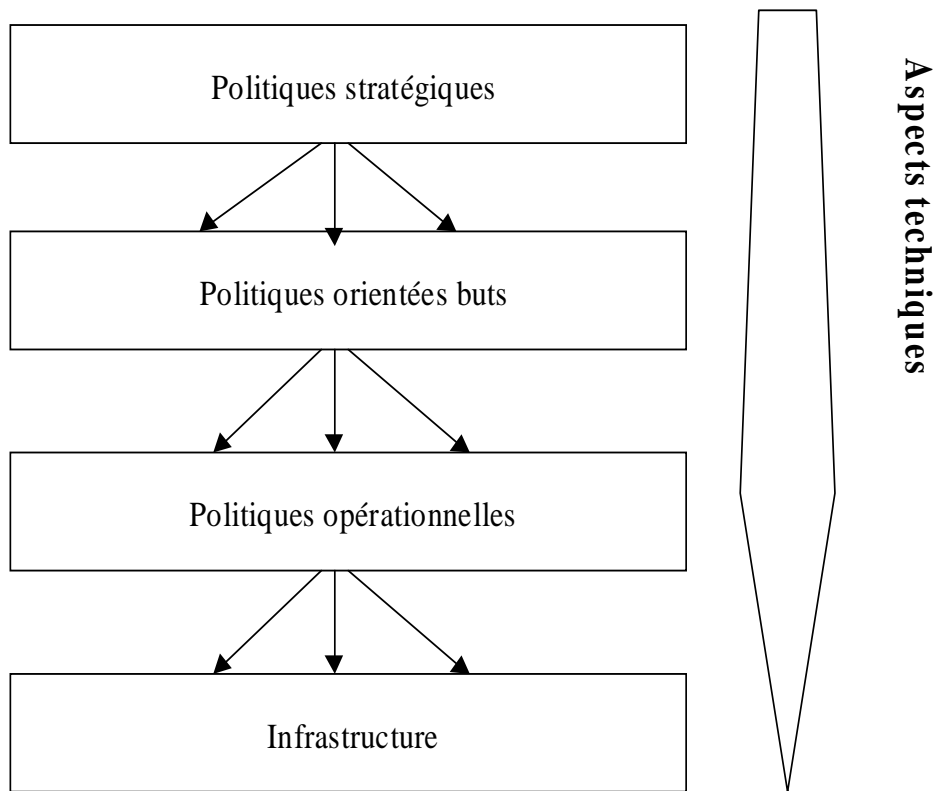 Politiques stratégiques
Politiques orientées buts
Politiques opérationnelles
Infrastructure
Aspects techniques